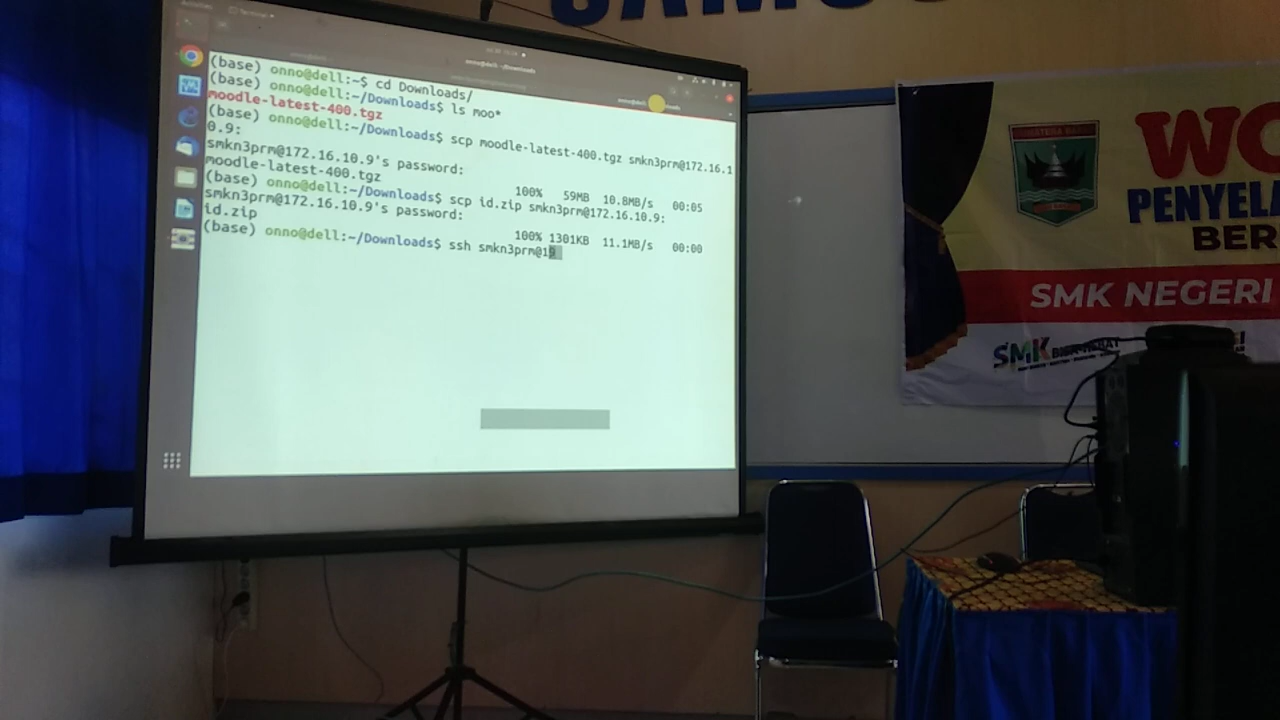 SAMS
(base) onno@dell:~$ cd Downloads/
(base) onno@dell:~/Downloads$ ls moo*
moodle-latest-400.tgz
(base) onno@dell:~/Downloads$ scp moodle-latest-400.tgz smkn3prm@172.16.1
0.9:
smkn3prm@172.16.10.9's password:
moodle-latest-400.tgz 100% 59MB 10.8MB/s 00:05
(base) onno@dell:~/Downloads$ scp id.zip smkn3prm@172.16.10.9:
smkn3prm@172.16.10.9's password:
id.zip 100% 1301KB 11.1MB/s 00:00
(base) onno@dell:~/Downloads$ ssh smkn3prm@19
WO
PENYELA
BER
SMK NEGERI
SMK